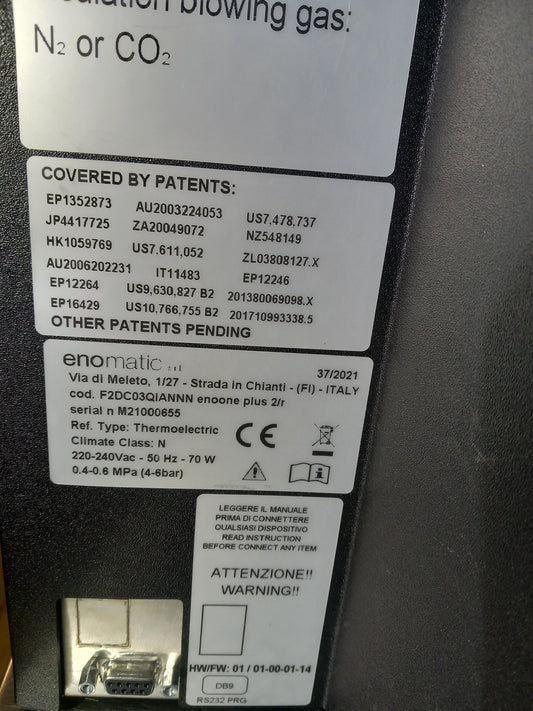 blowing gas:
N₂ or CO₂
COVERED BY PATENTS:
EP1352873 AU2003224053 US7,478,737
JP4417725 ZA20049072 NZ548149
HK1059769 US7.611,052 ZL03808127.X
AU2006202231 IT11483 EP12246
EP12264 US9,630,827 B2 201380069098.X
EP16429 US10,766,755 B2 201710993338.5
OTHER PATENTS PENDING
enomatic srl 37/2021
Via di Meleto, 1/27 - Strada in Chianti - (FI) - ITALY
cod. F2DC03QIANNN enoone plus 2/r
serial n M21000655
Ref. Type: Thermoelectric
Climate Class: N
220-240Vac - 50 Hz - 70 W
0.4-0.6 MPa (4-6bar)
CE
LEGGERE IL MANUALE
PRIMA DI CONNETTERE
QUALSIASI DISPOSITIVO
READ INSTRUCTION
BEFORE CONNECT ANY ITEM
ATTENZIONE!!
WARNING!!
HW/FW: 01 / 01-00-01-14
DB9
RS232 PRG